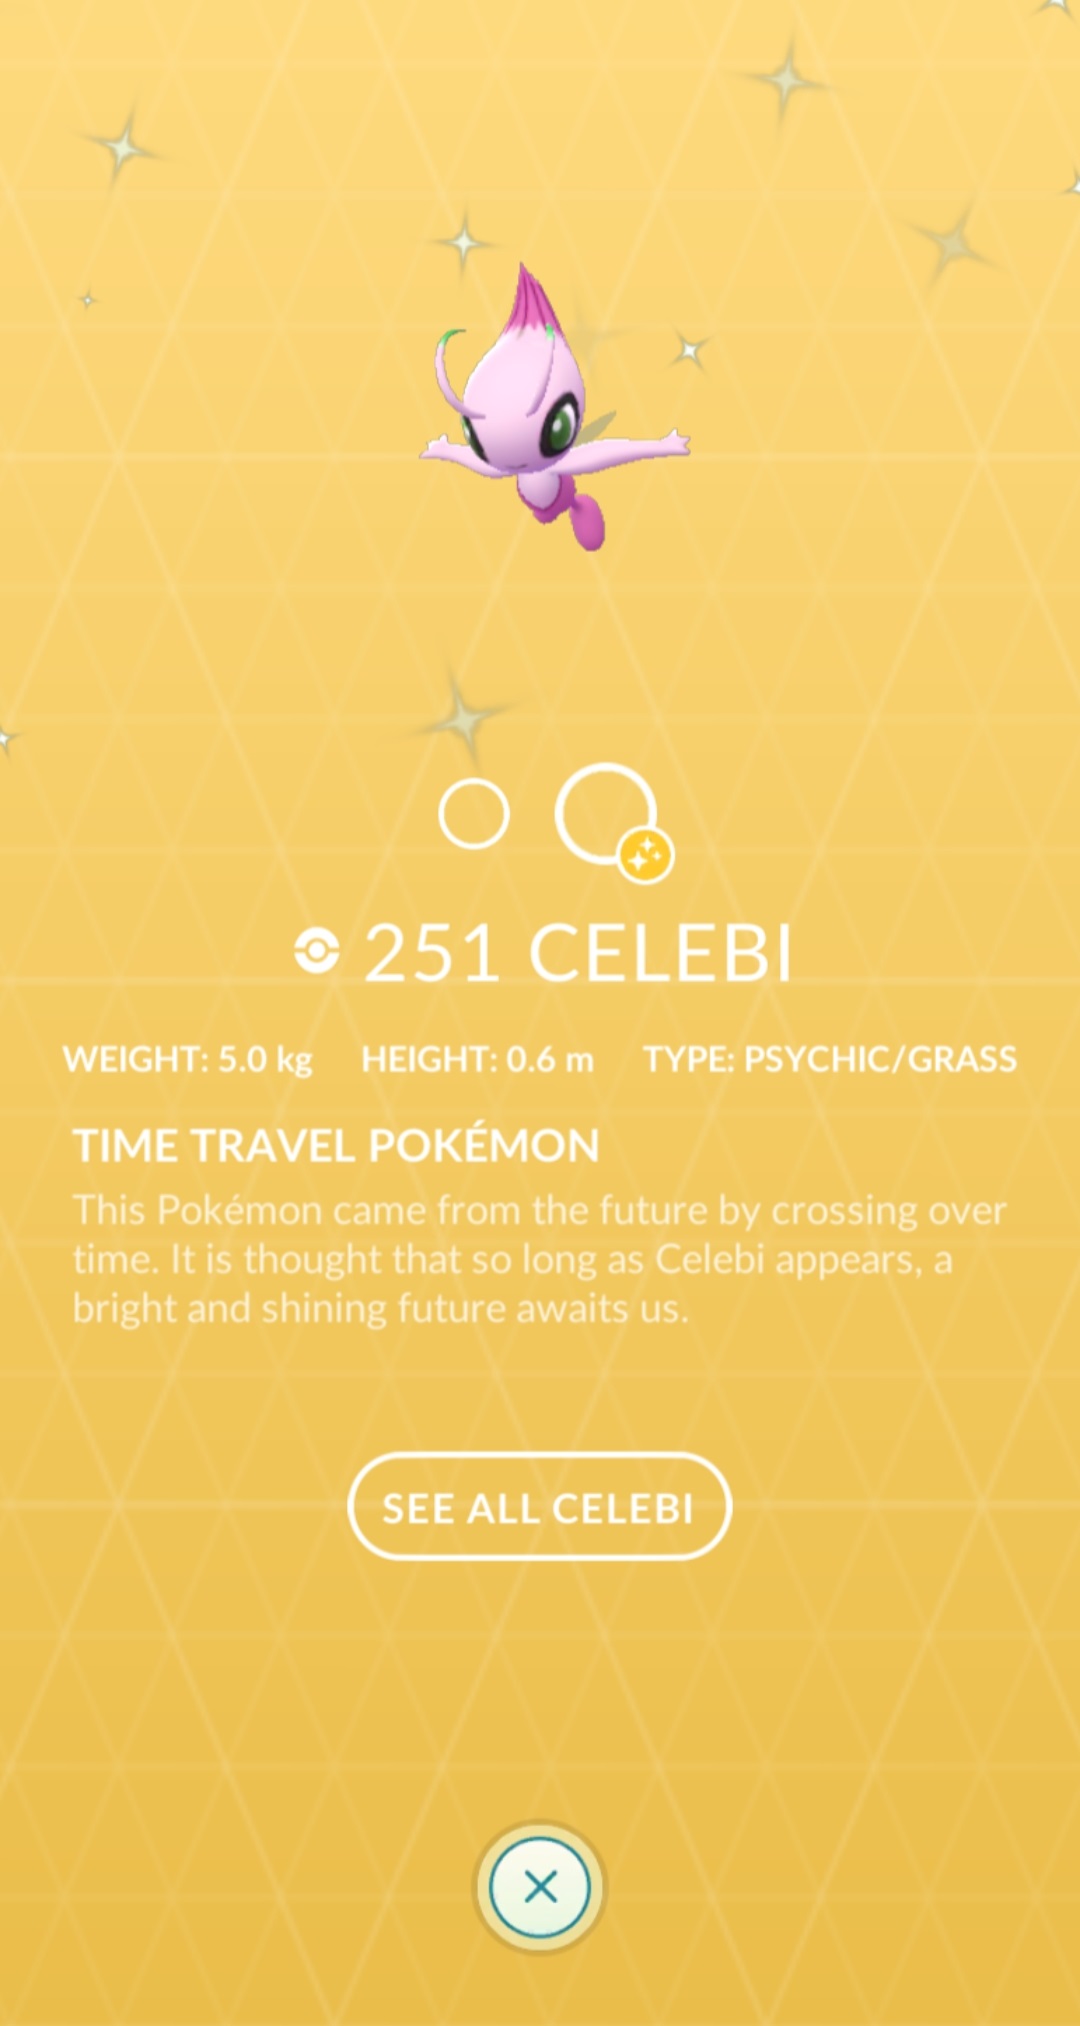 251 CELEBI
WEIGHT: 5.0 kg HEIGHT: 0.6 m TYPE: PSYCHIC/GRASS
TIME TRAVEL POKÉMON
This Pokémon came from the future by crossing over
time. It is thought that so long as Celebi appears, a
bright and shining future awaits us.
SEE ALL CELEBI